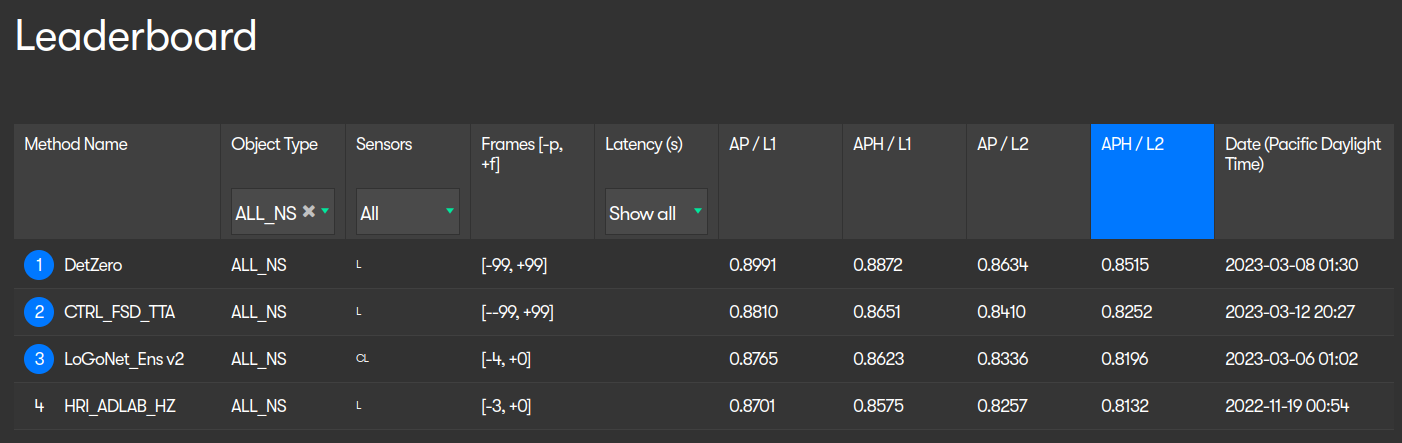 Leaderboard
Method Name Object Type Sensors Frames [-p, +f] Latency (s) AP / L1 APH / L1 AP / L2 APH / L2 Date (Pacific Daylight Time)
ALL_NS All Show all
1 DetZero ALL_NS L [-99, +99] 0.8991 0.8872 0.8634 0.8515 2023-03-08 01:30
2 CTRL_FSD_TTA ALL_NS L [--99, +99] 0.8810 0.8651 0.8410 0.8252 2023-03-12 20:27
3 LoGoNet_Ens v2 ALL_NS CL [-4, +0] 0.8765 0.8623 0.8336 0.8196 2023-03-06 01:02
4 HRI_ADLAB_HZ ALL_NS L [-3, +0] 0.8701 0.8575 0.8257 0.8132 2022-11-19 00:54